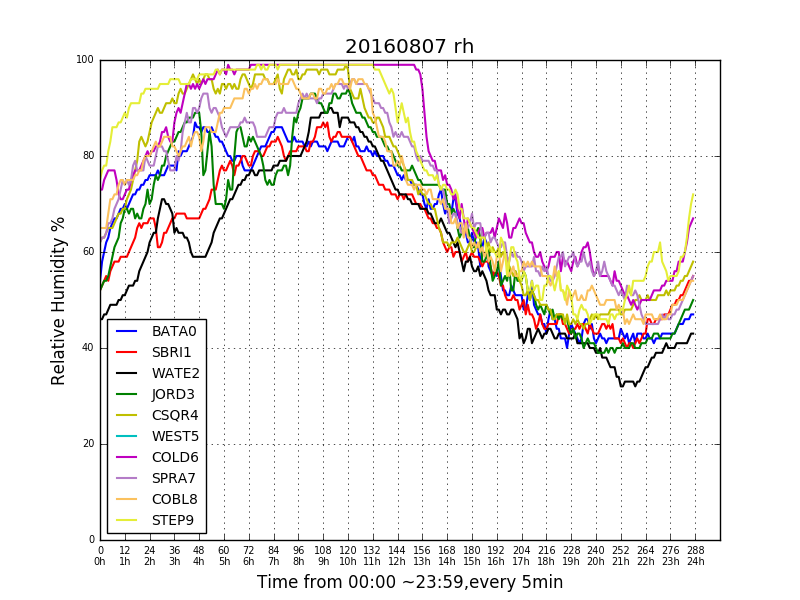 20160807 rh
100
80
60
40
20
0
Relative Humidity %
BATA0
SBRI1
WATE2
JORD3
CSQR4
WEST5
COLD6
SPRA7
COBL8
STEP9
0 12 24 36 48 60 72 84 96 108 120 132 144 156 168 180 192 204 216 228 240 252 264 276 288
0h 1h 2h 3h 4h 5h 6h 7h 8h 9h 10h 11h 12h 13h 14h 15h 16h 17h 18h 19h 20h 21h 22h 23h 24h
Time from 00:00 ~23:59,every 5min